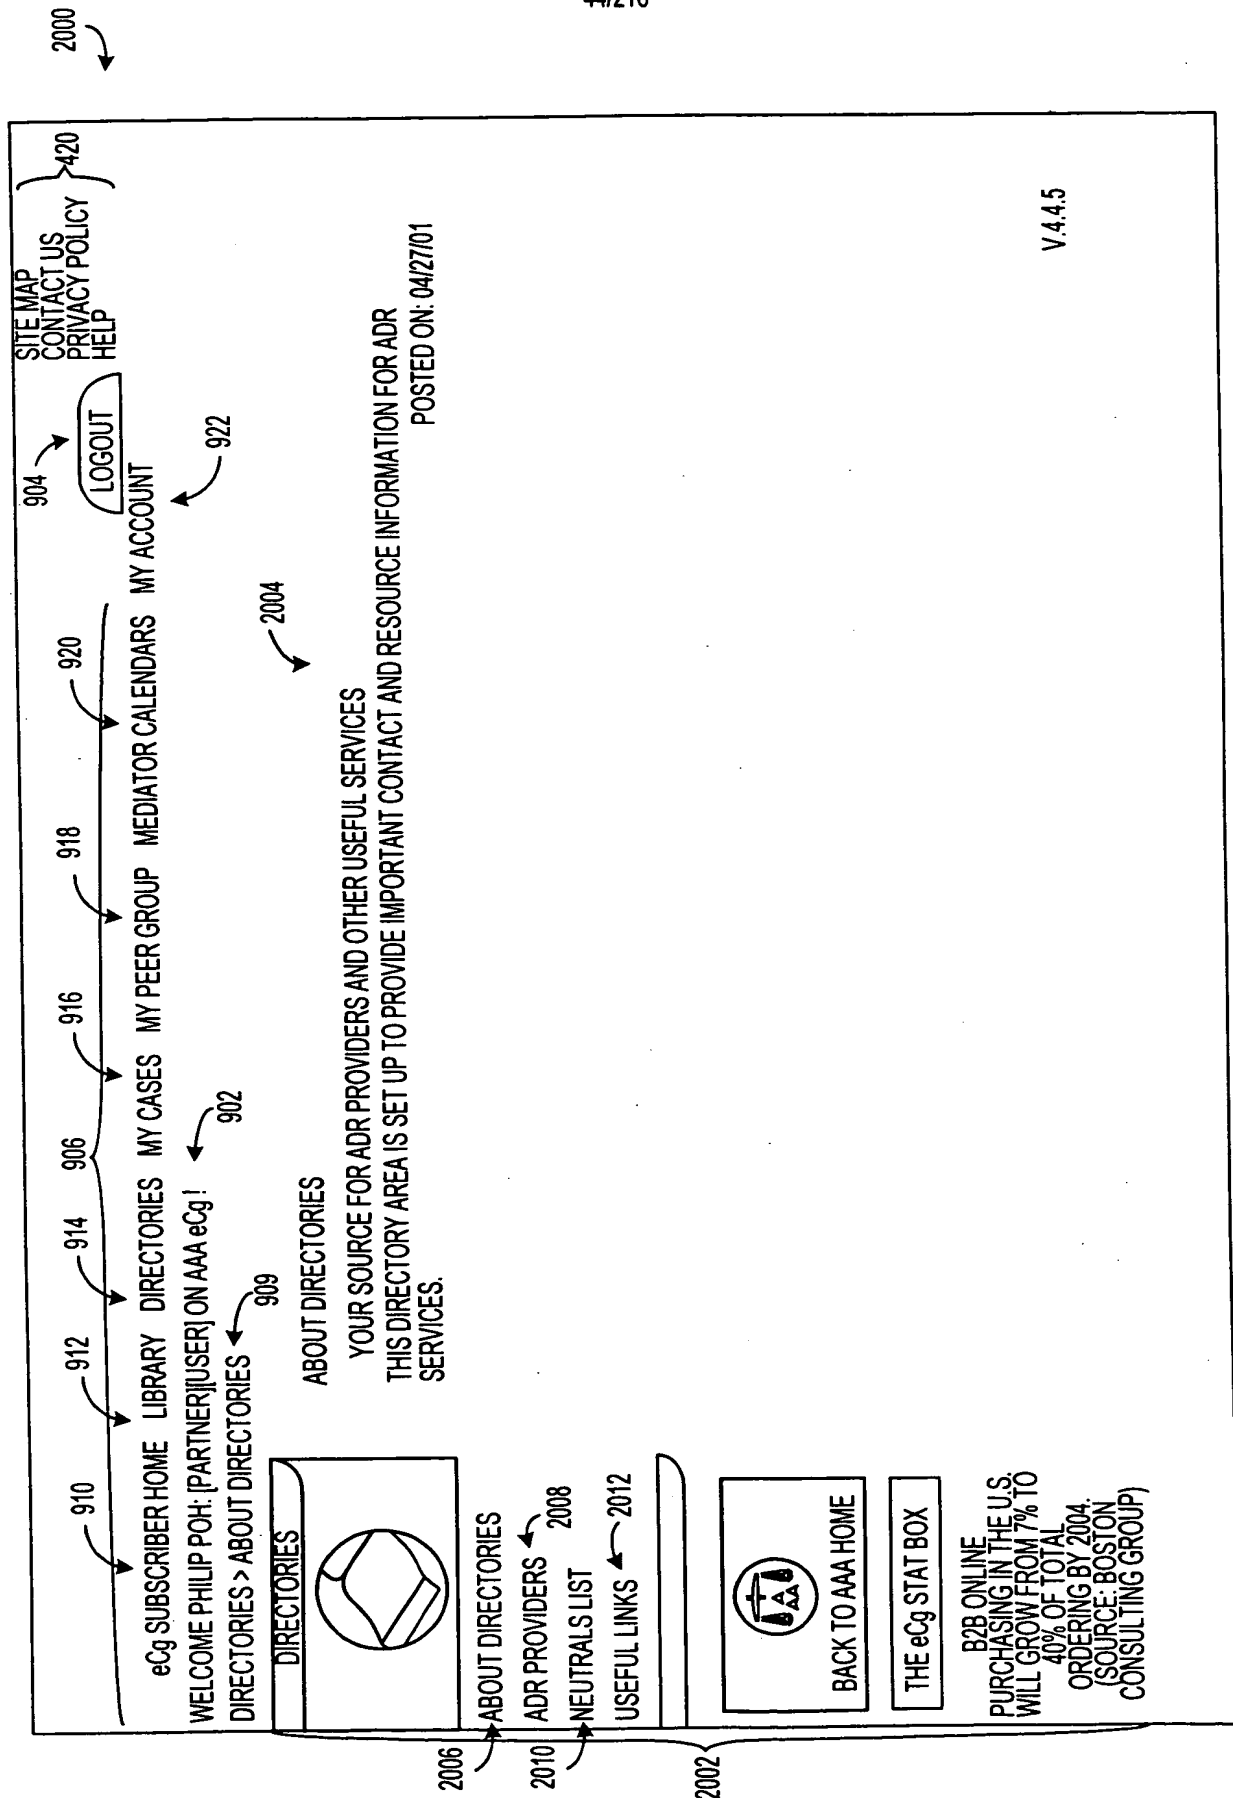 2000
SITE MAP
CONTACT US
PRIVACY POLICY
HELP
420
904
LOGOUT
906
910
912
914
916
918
920
922
eCg SUBSCRIBER HOME LIBRARY DIRECTORIES MY CASES MY PEER GROUP MEDIATOR CALENDARS MY ACCOUNT
WELCOME PHILIP POH: [PARTNER][USER] ON AAA eCg !
902
DIRECTORIES > ABOUT DIRECTORIES
909
DIRECTORIES
2004
ABOUT DIRECTORIES
YOUR SOURCE FOR ADR PROVIDERS AND OTHER USEFUL SERVICES
THIS DIRECTORY AREA IS SET UP TO PROVIDE IMPORTANT CONTACT AND RESOURCE INFORMATION FOR ADR
SERVICES.
POSTED ON: 04/27/01
2006
ABOUT DIRECTORIES
ADR PROVIDERS
2008
2010
NEUTRALS LIST
USEFUL LINKS
2012
2002
AAA
BACK TO AAA HOME
THE eCg STAT BOX
B2B ONLINE
PURCHASING IN THE U.S.
WILL GROW FROM 7% TO
40% OF TOTAL
ORDERING BY 2004.
(SOURCE: BOSTON
CONSULTING GROUP)
V.4.4.5